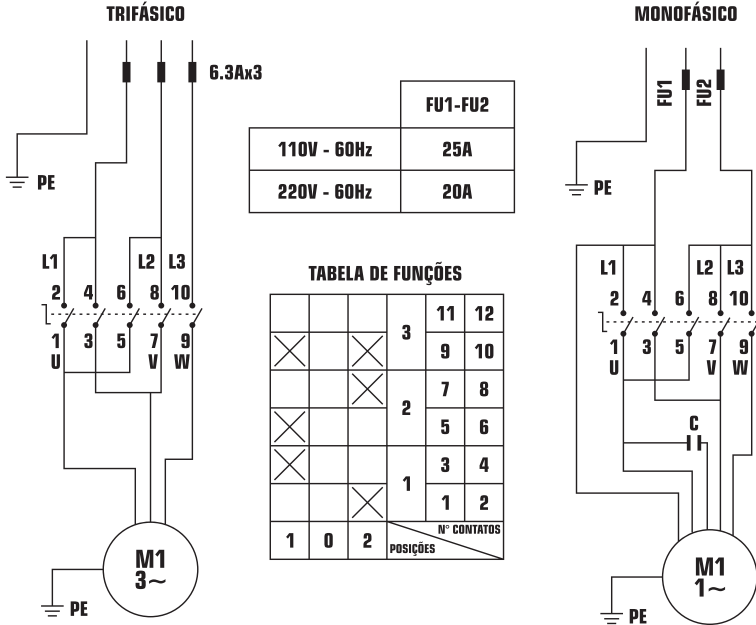 TRIFÁSICO
6.3Ax3
PE
L1
L2 L3
2 4 6 8 10
1 3 5 7 9
U V W
M1
3~
PE
FU1-FU2
110V - 60Hz 25A
220V - 60Hz 20A
TABELA DE FUNÇÕES
3 11 12
9 10
2 7 8
5 6
1 3 4
1 2
1 0 2
N° CONTATOS
POSIÇÕES
MONOFÁSICO
FU1 FU2
PE
L1
L2 L3
2 4 6 8 10
1 3 5 7 9
U V W
C
M1
1~
PE